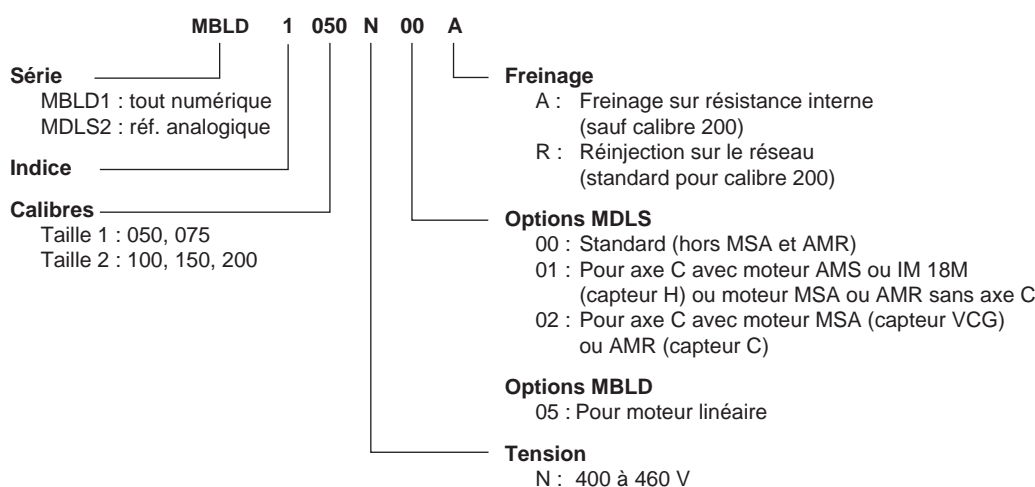 MBLD 1 050 N 00 A
Série
MBLD1 : tout numérique
MDLS2 : réf. analogique
Indice
Calibres
Taille 1 : 050, 075
Taille 2 : 100, 150, 200
Freinage
A : Freinage sur résistance interne
(sauf calibre 200)
R : Réinjection sur le réseau
(standard pour calibre 200)
Options MDLS
00 : Standard (hors MSA et AMR)
01 : Pour axe C avec moteur AMS ou IM 18M
(capteur H) ou moteur MSA ou AMR sans axe C
02 : Pour axe C avec moteur MSA (capteur VCG)
ou AMR (capteur C)
Options MBLD
05 : Pour moteur linéaire
Tension
N : 400 à 460 V